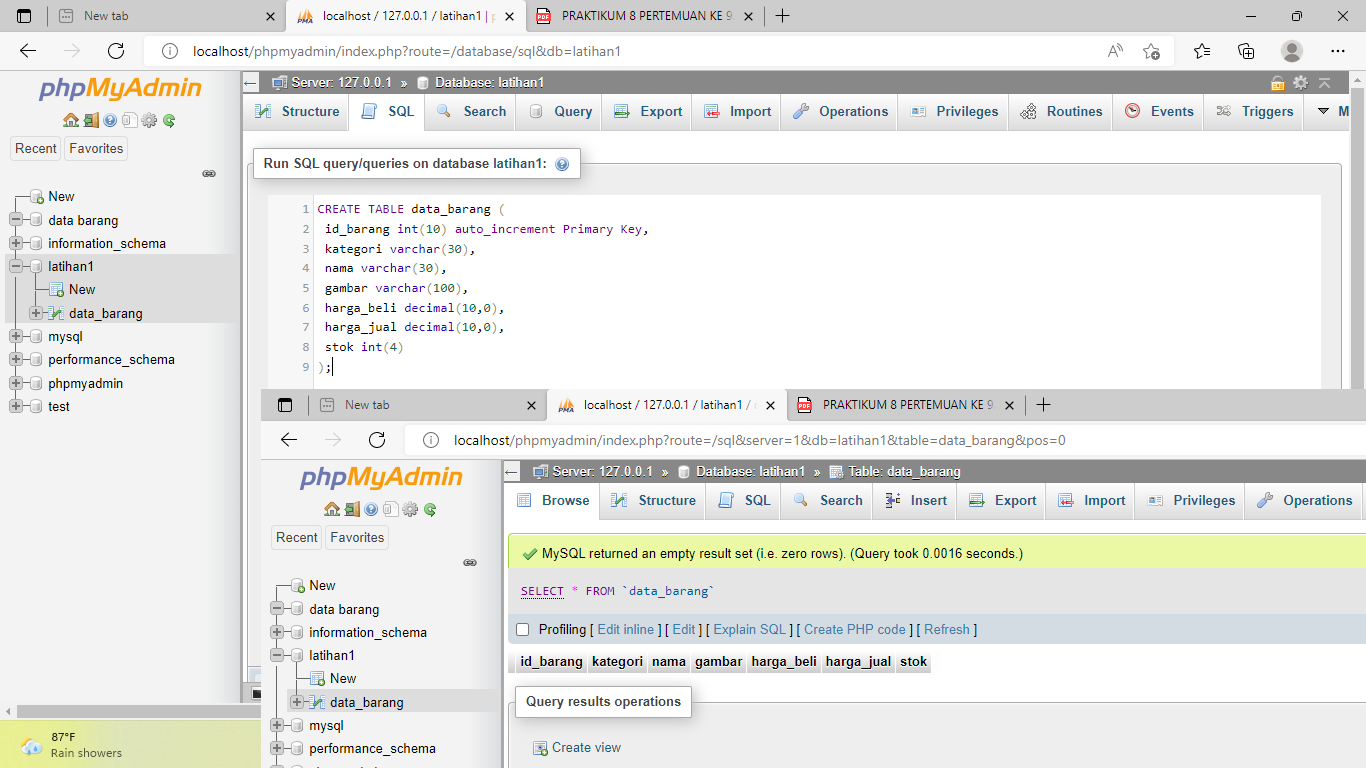 New tab
localhost / 127.0.0.1 / latihan1 |
PRAKTIKUM 8 PERTEMUAN KE 9
localhost/phpmyadmin/index.php?route=/database/sql&db=latihan1
phpMyAdmin
Recent
Favorites
New
data barang
information_schema
latihan1
New
data_barang
mysql
performance_schema
phpmyadmin
test
Server: 127.0.0.1 » Database: latihan1
Structure
SQL
Search
Query
Export
Import
Operations
Privileges
Routines
Events
Triggers
M
Run SQL query/queries on database latihan1:
1 CREATE TABLE data_barang (
2 id_barang int(10) auto_increment Primary Key,
3 kategori varchar(30),
4 nama varchar(30),
5 gambar varchar(100),
6 harga_beli decimal(10,0),
7 harga_jual decimal(10,0),
8 stok int(4)
9 );
87°F
Rain showers
New tab
localhost / 127.0.0.1 / latihan1 /
PRAKTIKUM 8 PERTEMUAN KE 9
localhost/phpmyadmin/index.php?route=/sql&server=1&db=latihan1&table=data_barang&pos=0
phpMyAdmin
Recent
Favorites
New
data barang
information_schema
latihan1
New
data_barang
mysql
performance_schema
Server: 127.0.0.1 » Database: latihan1 » Table: data_barang
Browse
Structure
SQL
Search
Insert
Export
Import
Privileges
Operations
MySQL returned an empty result set (i.e. zero rows). (Query took 0.0016 seconds.)
SELECT * FROM `data_barang`
Profiling [ Edit inline ] [ Edit ] [ Explain SQL ] [ Create PHP code ] [ Refresh ]
id_barang kategori nama gambar harga_beli harga_jual stok
Query results operations
Create view